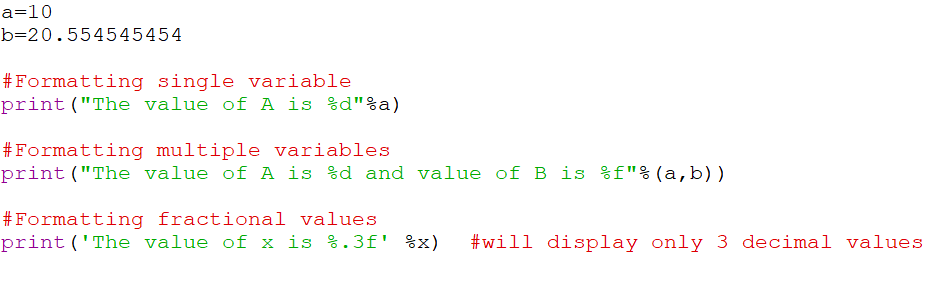 a=10
b=20.554545454
#Formatting single variable
print("The value of A is %d"%a)
#Formatting multiple variables
print("The value of A is %d and value of B is %f"%(a,b))
#Formatting fractional values
print('The value of x is %.3f' %x)  #will display only 3 decimal values